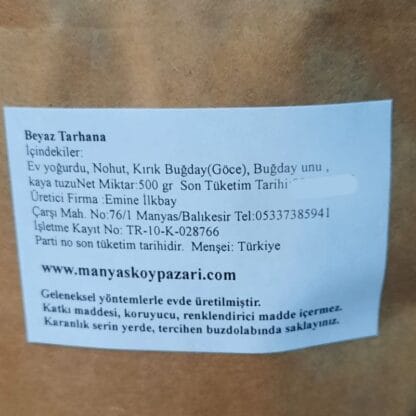 Beyaz Tarhana
İçindekiler:
Ev yoğurdu, Nohut, Kırık Buğday(Göce), Buğday unu ,
kaya tuzuNet Miktar:500 gr Son Tüketim Tarihi
Üretici Firma :Emine İlkbay
Çarşı Mah. No:76/1 Manyas/Balıkesir Tel:05337385941
İşletme Kayıt No: TR-10-K-028766
Parti no son tüketim tarihidir. Menşei: Türkiye
www.manyaskoypazari.com
Geleneksel yöntemlerle evde üretilmiştir.
Katkı maddesi, koruyucu, renklendirici madde içermez.
Karanlık serin yerde, tercihen buzdolabında saklayınız.